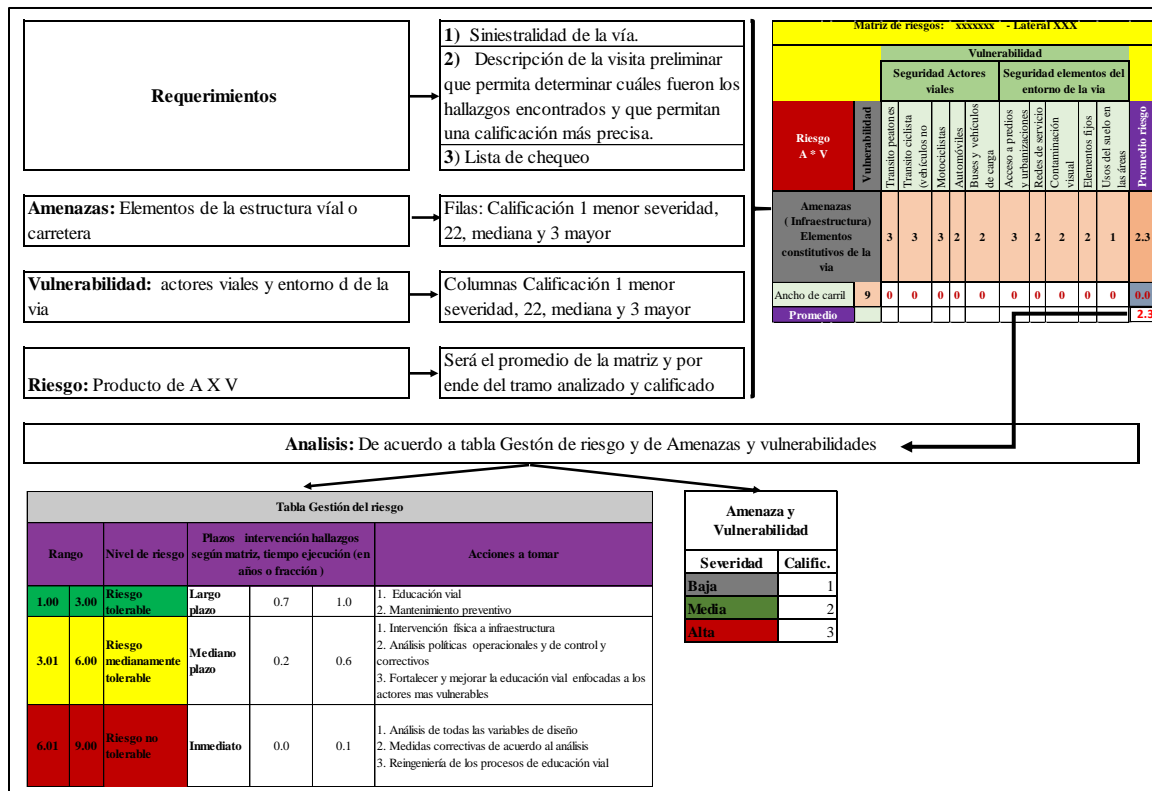 Requerimientos
1) Siniestralidad de la vía.
2) Descripción de la visita preliminar
que permita determinar cuáles fueron los
hallazgos encontrados y que permitan
una calificación más precisa.
3) Lista de chequeo
Amenazas: Elementos de la estructura víal o
carretera
Filas: Calificación 1 menor severidad,
22, mediana y 3 mayor
Vulnerabilidad: actores viales y entorno d de la
via
Columnas Calificación 1 menor
severidad, 22, mediana y 3 mayor
Riesgo: Producto de A X V
Será el promedio de la matriz y por
ende del tramo analizado y calificado
Matriz de riesgos: xxxxxxx - Lateral XXX
Vulnerabilidad
Seguridad Actores
viales
Seguridad elementos del
entorno de la via
Riesgo
A * V
Vulnerabilidad
Transito peatones
Transito ciclista
(vehículos no
Motociclistas
Automóviles
Buses y vehículos
de carga
Acceso a predios
y urbanizaciones
Redes de servicio
Contaminación
visual
Elementos fijos
Usos del suelo en
las áreas
Promedio riesgo
Amenazas
( Infraestructura)
Elementos
constitutivos de la
via
3 3 3 2 2 3 2 2 2 1 2.3
Ancho de carril 9 0 0 0 0 0 0 0 0 0 0 0.0
Promedio 2.3
Analisis: De acuerdo a tabla Gestón de riesgo y de Amenazas y vulnerabilidades
Tabla Gestión del riesgo
Rango
Nivel de riesgo
Plazos intervención hallazgos
según matriz, tiempo ejecución (en
años o fracción )
Acciones a tomar
1.00 3.00
Riesgo
tolerable
Largo
plazo
0.7 1.0
1. Educación vial
2. Mantenimiento preventivo
3.01 6.00
Riesgo
medianamente
tolerable
Mediano
plazo
0.2 0.6
1. Intervención física a infraestructura
2. Análisis políticas operacionales y de control y
correctivos
3. Fortalecer y mejorar la educación vial enfocadas a los
actores mas vulnerables
6.01 9.00
Riesgo no
tolerable
Inmediato
0.0 0.1
1. Análisis de todas las variables de diseño
2. Medidas correctivas de acuerdo al análisis
3. Reingeniería de los procesos de educación vial
Amenaza y
Vulnerabilidad
Severidad Calific.
Baja 1
Media 2
Alta 3